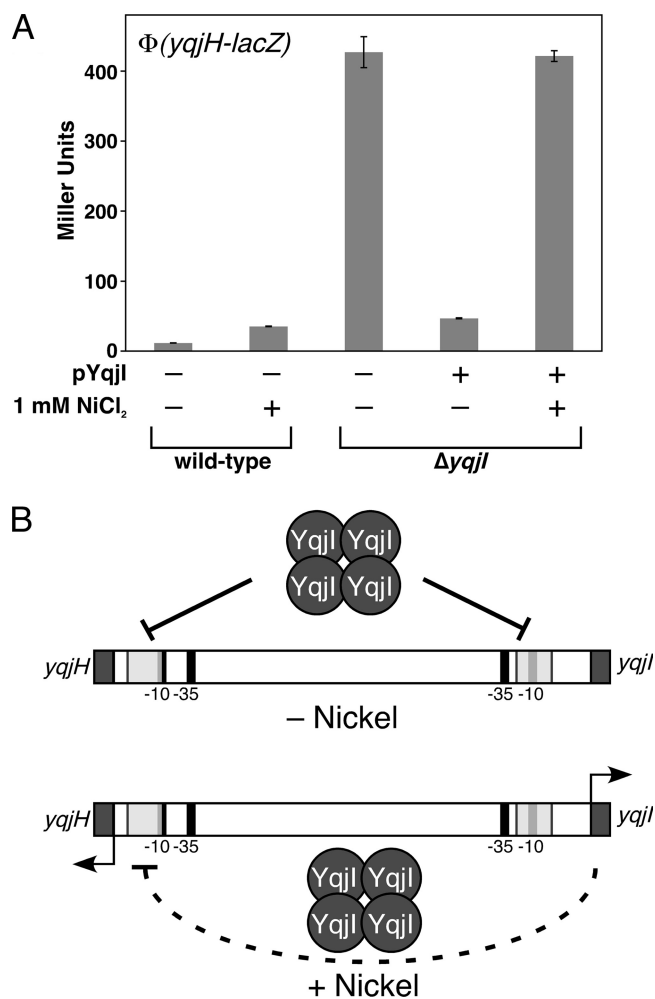 A
Φ(yqjH-lacZ)
Miller Units
400
300
200
100
0
pYqjI – – – + +
1 mM NiCl₂ – + – – +
wild-type ΔyqjI
B
YqjI YqjI
YqjI YqjI
yqjH yqjI
-10 -35 -35 -10
– Nickel
yqjH yqjI
-10 -35 -35 -10
YqjI YqjI
YqjI YqjI
+ Nickel